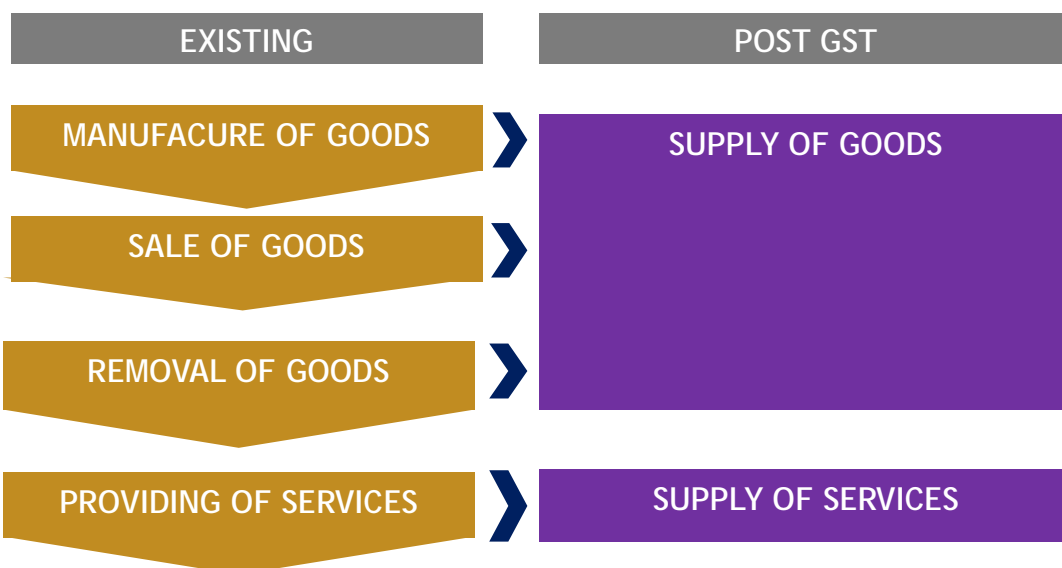 EXISTING
POST GST
MANUFACURE OF GOODS
SUPPLY OF GOODS
SALE OF GOODS
REMOVAL OF GOODS
PROVIDING OF SERVICES
SUPPLY OF SERVICES